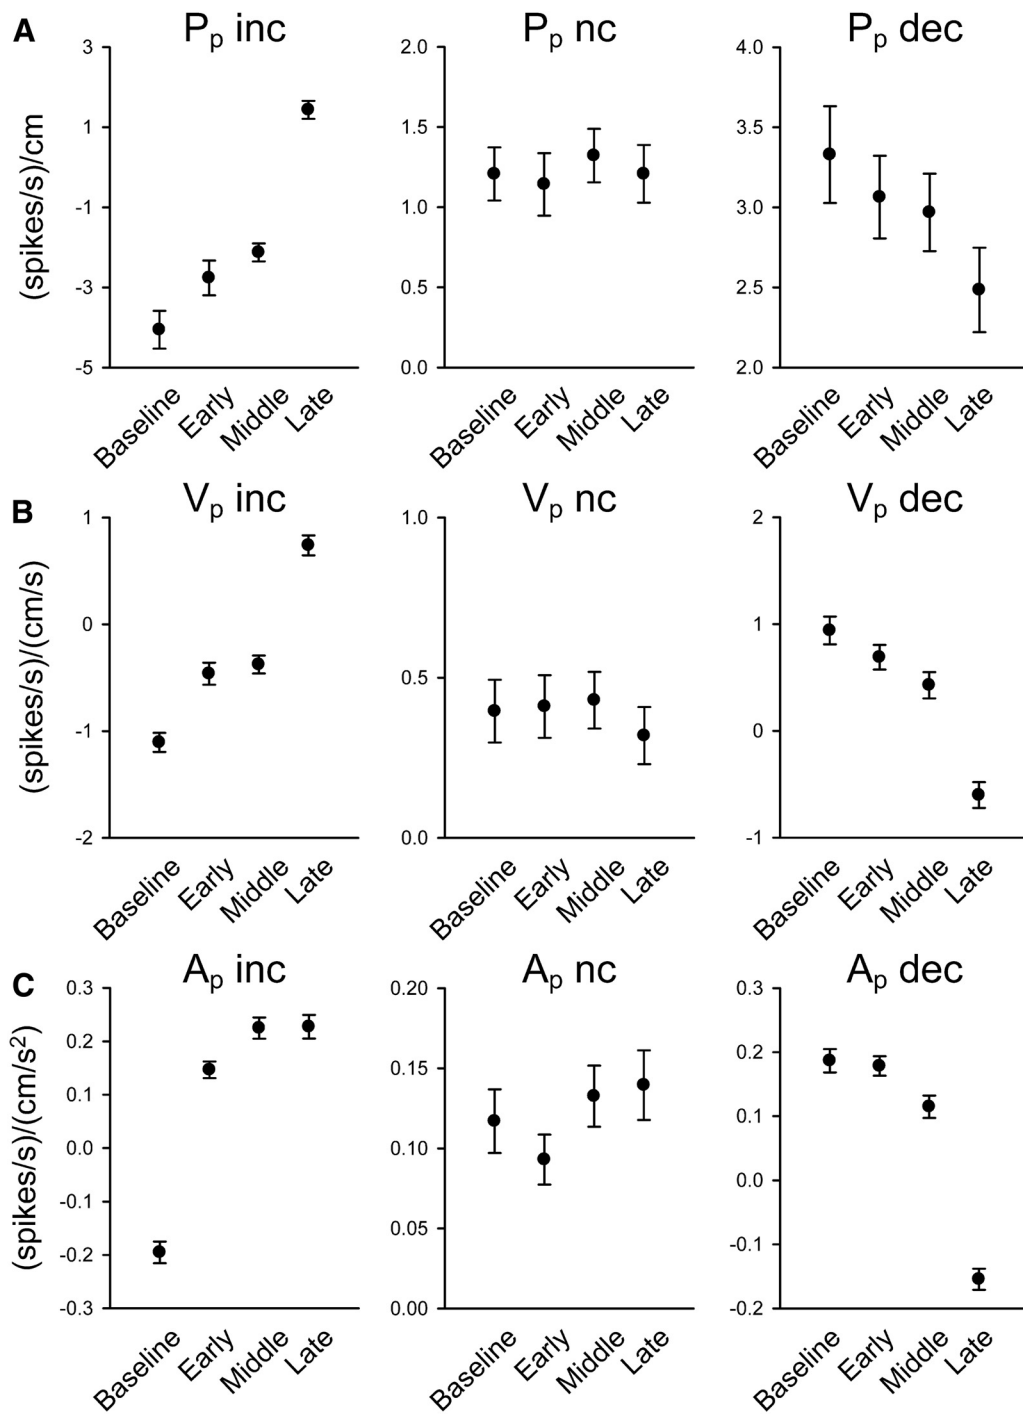 A
Pp inc
Pp nc
Pp dec
(spikes/s)/cm
3
1
-1
-3
-5
Baseline
Early
Middle
Late
2.0
1.5
1.0
0.5
0.0
Baseline
Early
Middle
Late
4.0
3.5
3.0
2.5
2.0
Baseline
Early
Middle
Late
B
Vp inc
Vp nc
Vp dec
(spikes/s)/(cm/s)
1
0
-1
-2
Baseline
Early
Middle
Late
1.0
0.5
0.0
Baseline
Early
Middle
Late
2
1
0
-1
Baseline
Early
Middle
Late
C
Ap inc
Ap nc
Ap dec
(spikes/s)/(cm/s²)
0.3
0.2
0.1
0.0
-0.1
-0.2
-0.3
Baseline
Early
Middle
Late
0.20
0.15
0.10
0.05
0.00
Baseline
Early
Middle
Late
0.3
0.2
0.1
0.0
-0.1
-0.2
Baseline
Early
Middle
Late